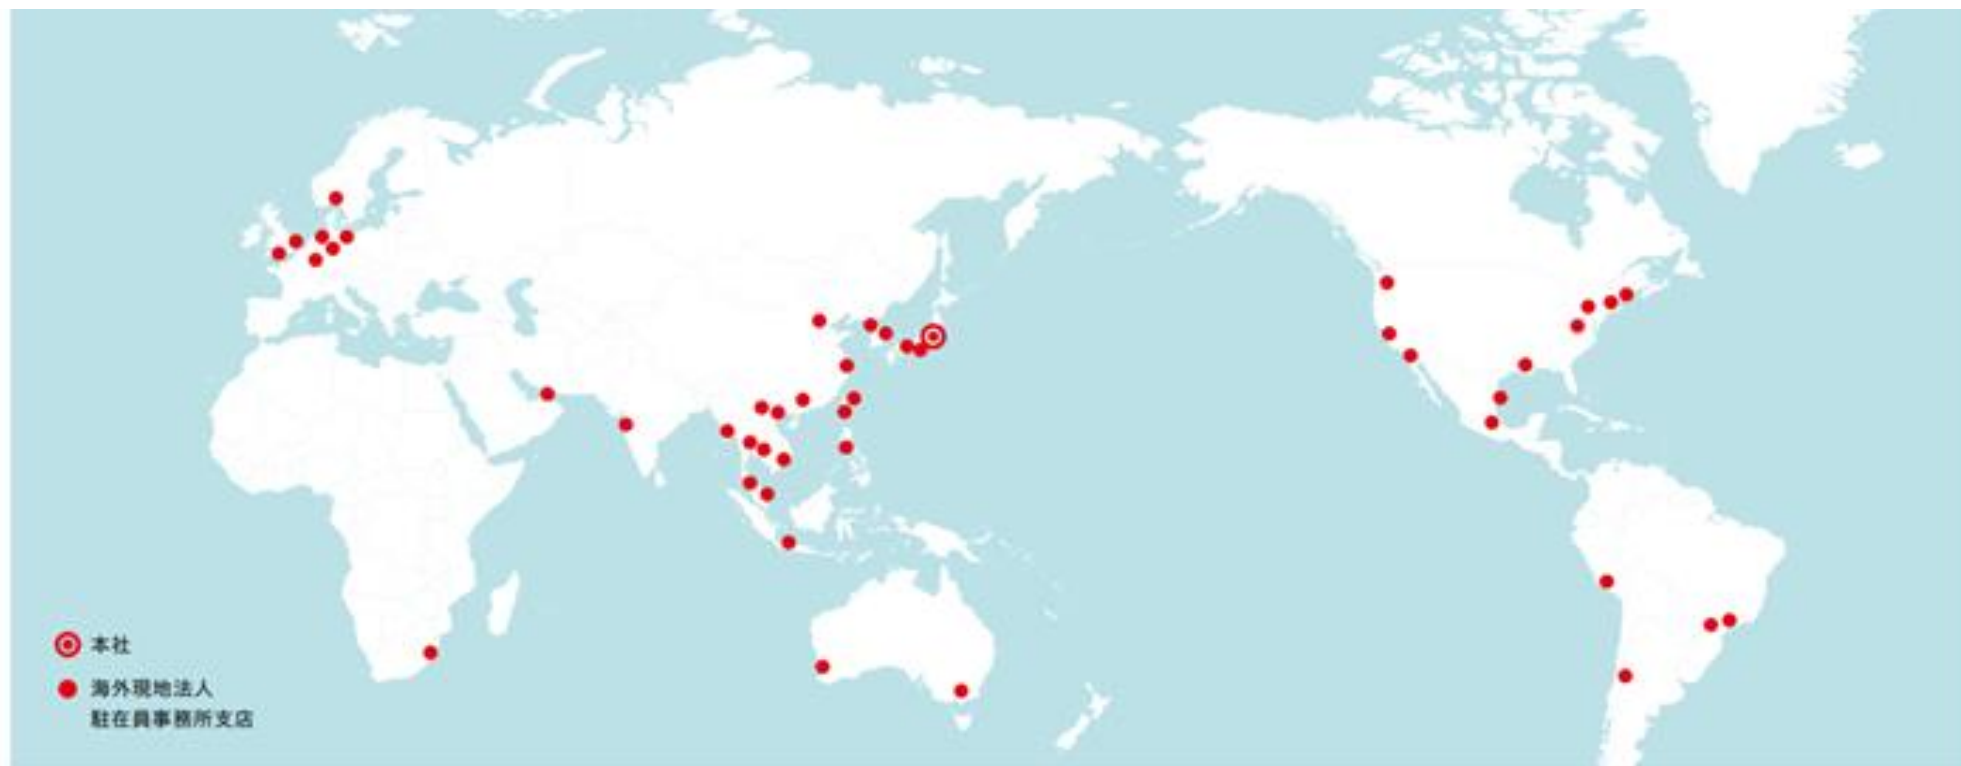 本社
海外現地法人
駐在員事務所支店